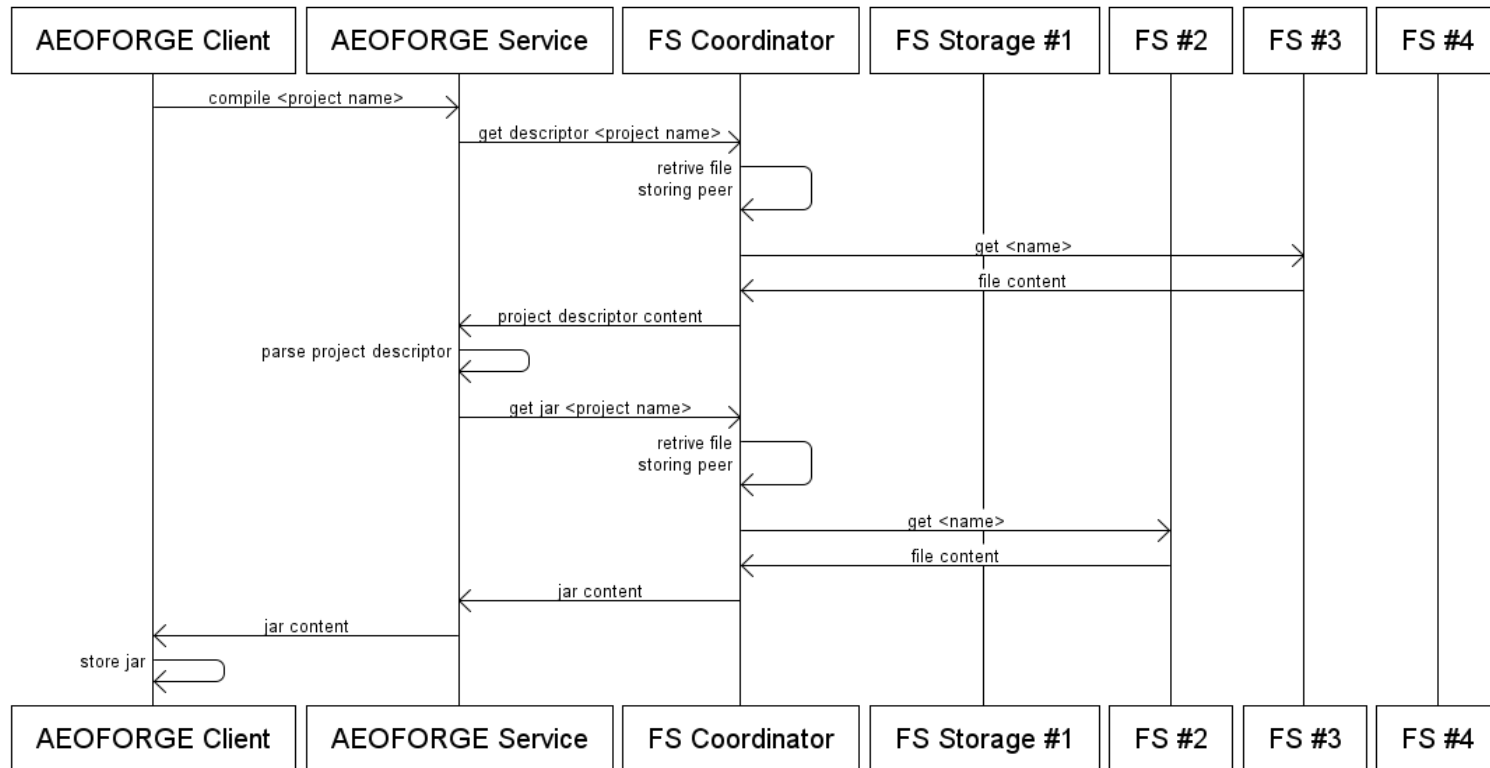 AEOFORGE Client
AEOFORGE Service
FS Coordinator
FS Storage #1
FS #2
FS #3
FS #4
compile <project name>
get descriptor <project name>
retrive file
storing peer
get <name>
file content
project descriptor content
parse project descriptor
get jar <project name>
retrive file
storing peer
get <name>
file content
jar content
jar content
store jar
AEOFORGE Client
AEOFORGE Service
FS Coordinator
FS Storage #1
FS #2
FS #3
FS #4